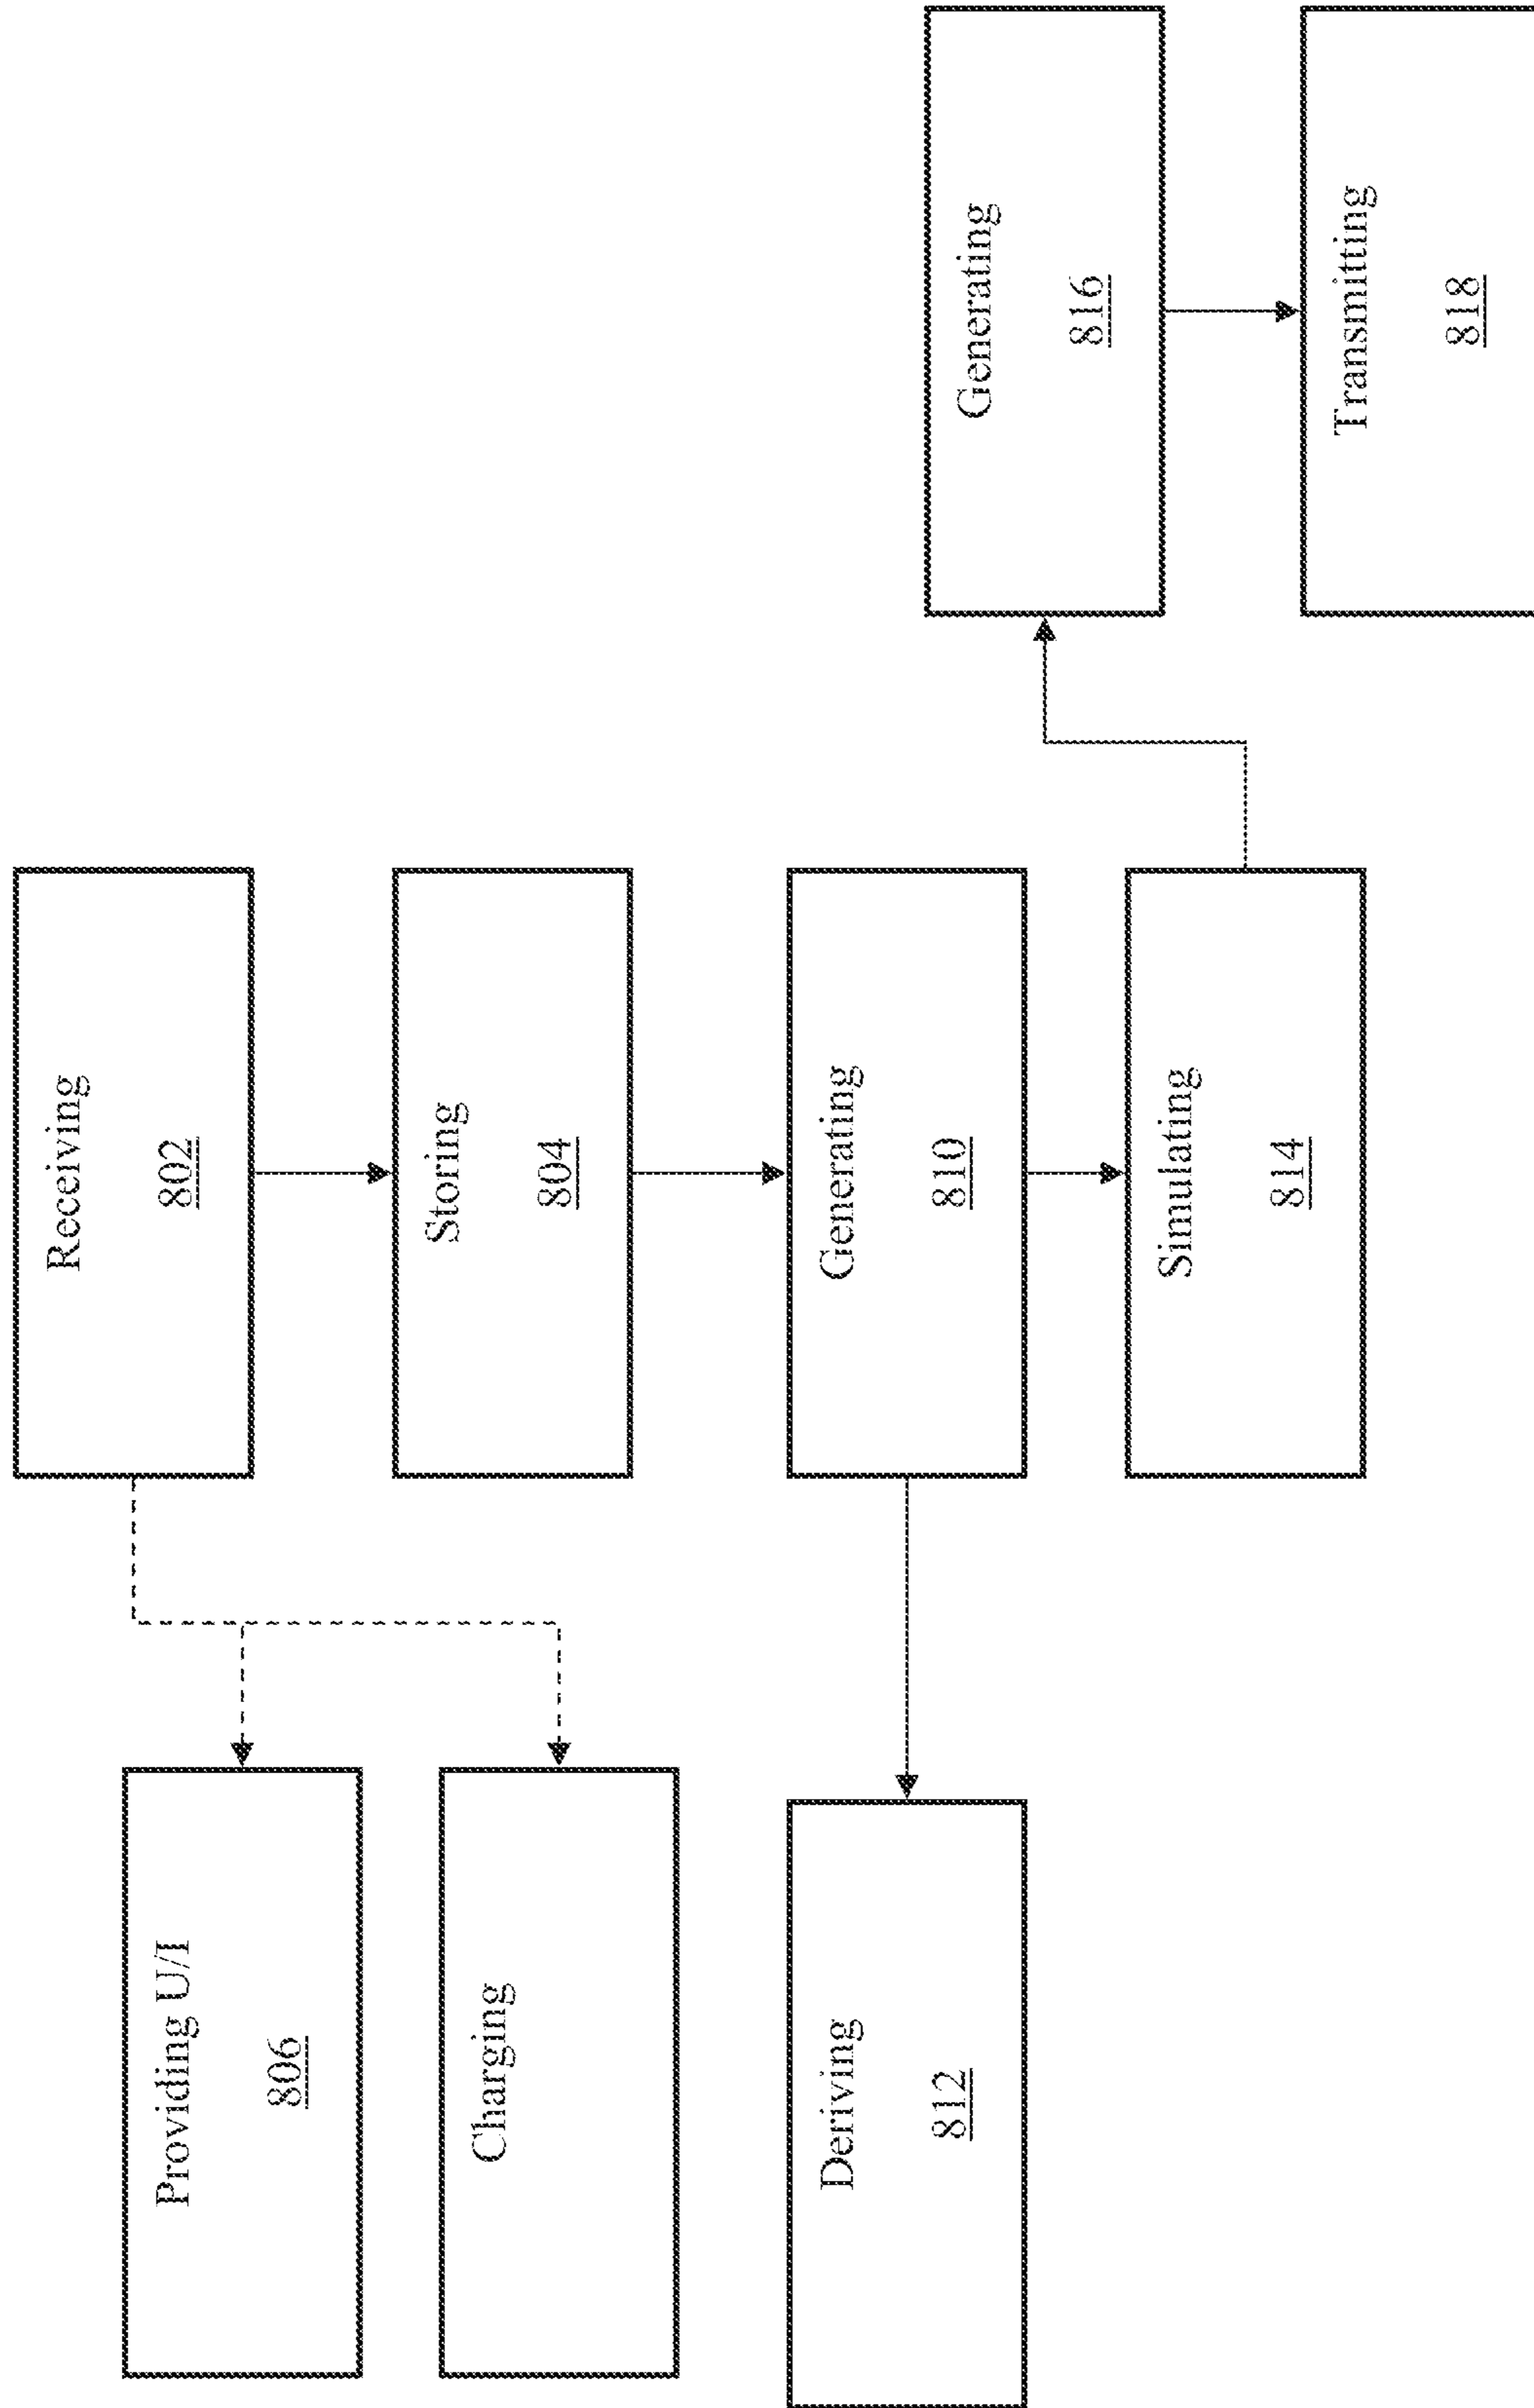 Providing U/I
806
Charging
Deriving
812
Receiving
802
Storing
804
Generating
810
Simulating
814
Generating
816
Transmitting
818